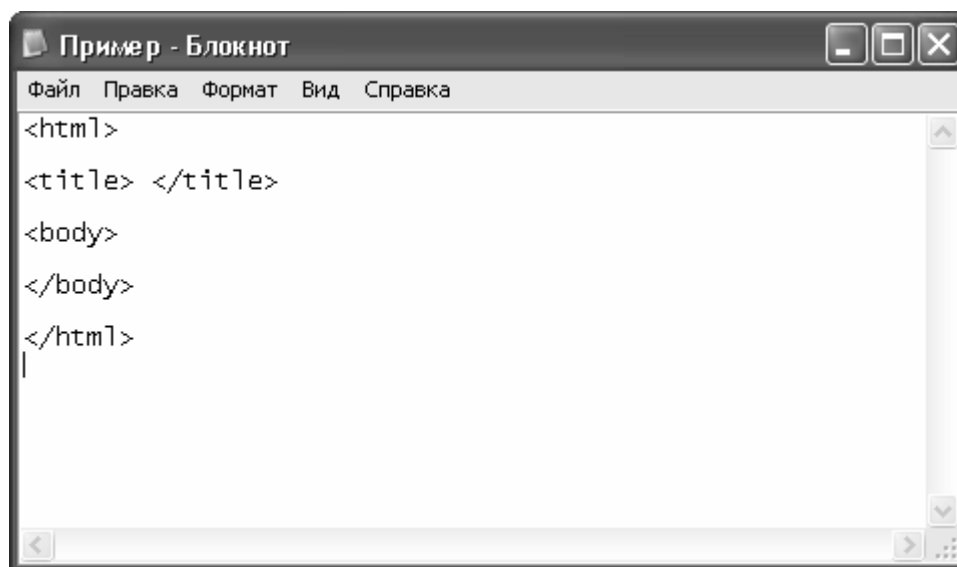 Пример - Блокнот
Файл Правка Формат Вид Справка
<html>
<title> </title>
<body>
</body>
</html>